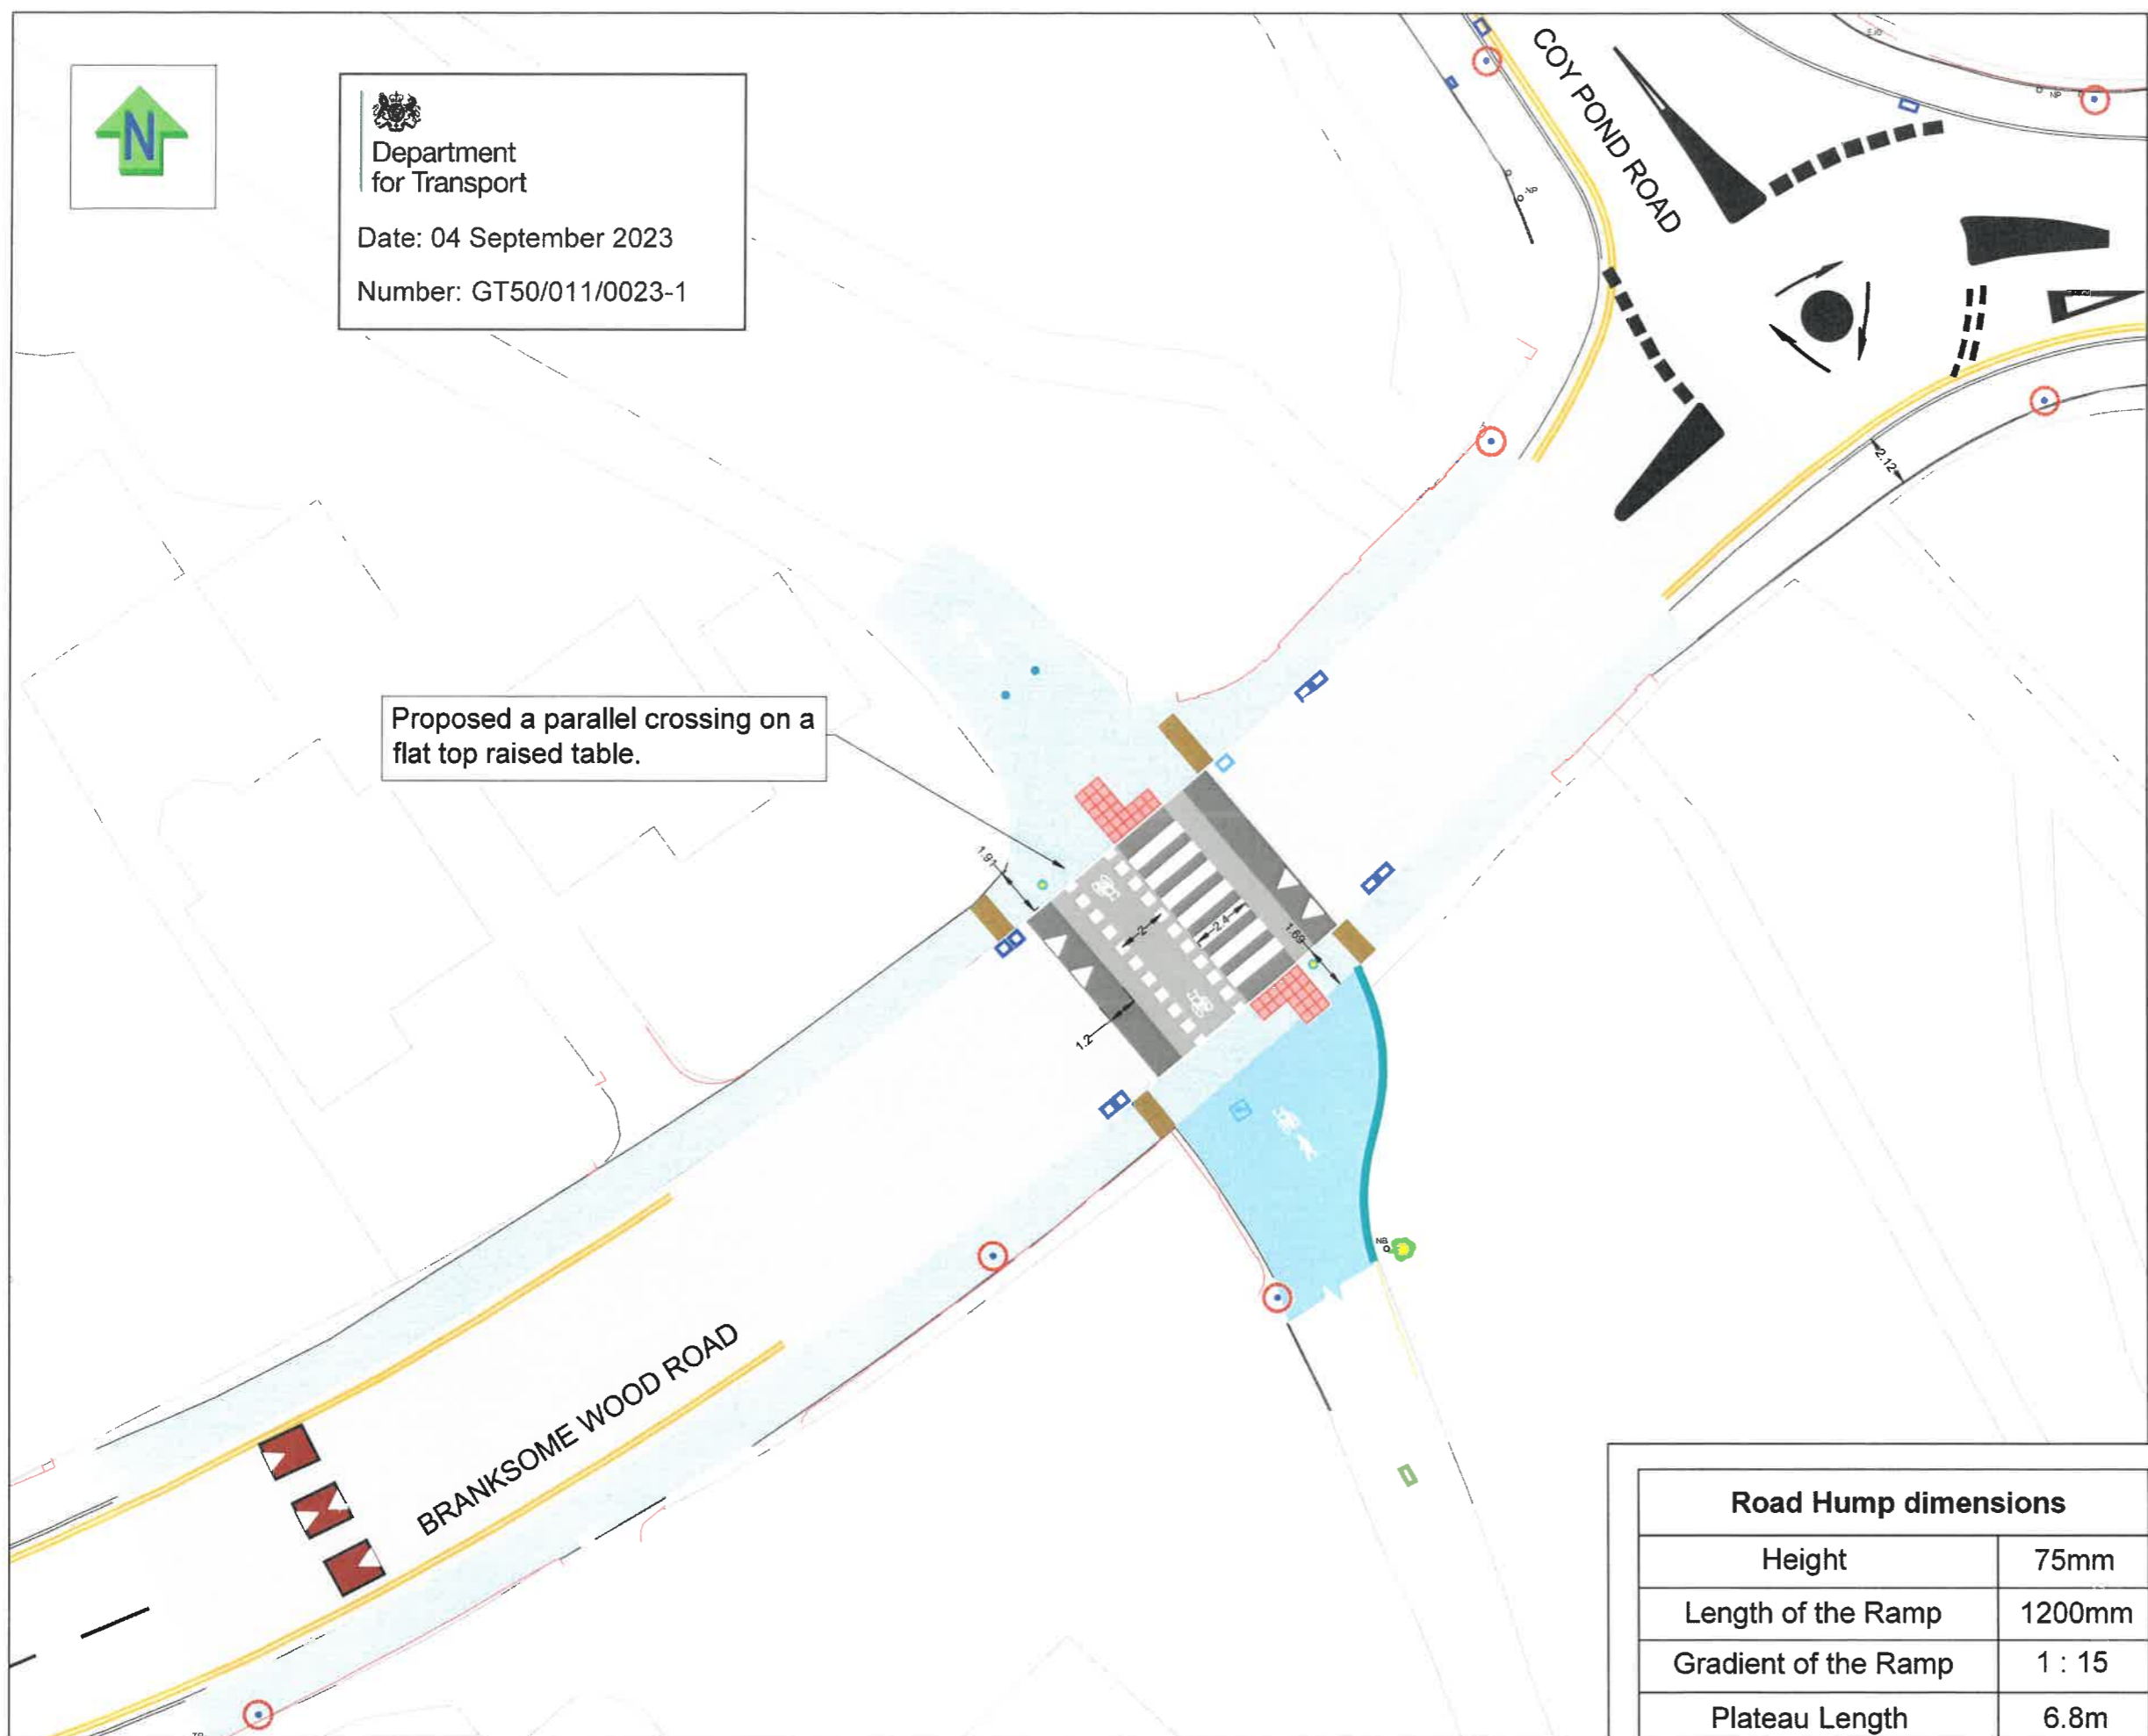 N
Department
for Transport
Date: 04 September 2023
Number: GT50/011/0023-1
COY POND ROAD
NP
NP
2.12
Proposed a parallel crossing on a
flat top raised table.
1.91
2
2.4
1.69
1.2
NB
BRANKSOME WOOD ROAD
Road Hump dimensions
Height 75mm
Length of the Ramp 1200mm
Gradient of the Ramp 1 : 15
Plateau Length 6.8m